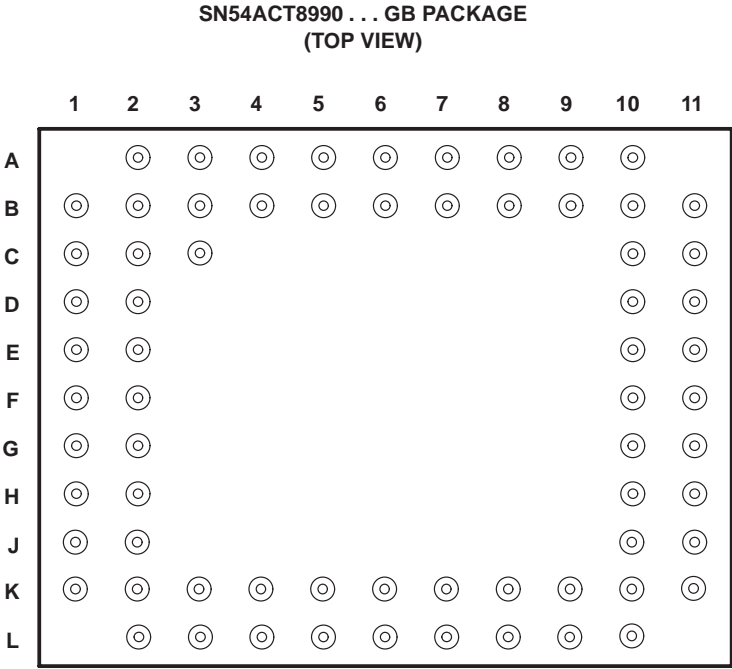 SN54ACT8990 . . . GB PACKAGE
(TOP VIEW)
1 2 3 4 5 6 7 8 9 10 11
A
B
C
D
E
F
G
H
J
K
L